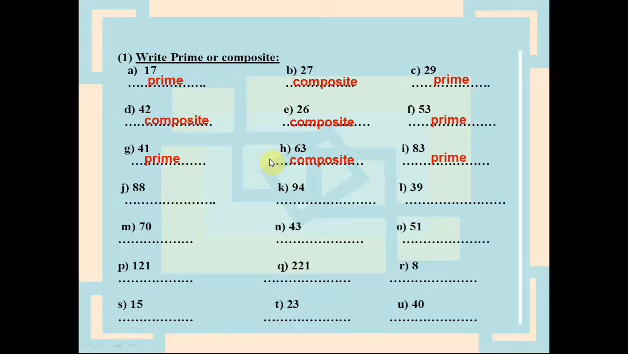 (1) Write Prime or composite:
a) 17 b) 27 c) 29
prime composite prime
d) 42 e) 26 f) 53
composite composite prime
g) 41 h) 63 i) 83
prime composite prime
j) 88 k) 94 l) 39
m) 70 n) 43 o) 51
p) 121 q) 221 r) 8
s) 15 t) 23 u) 40